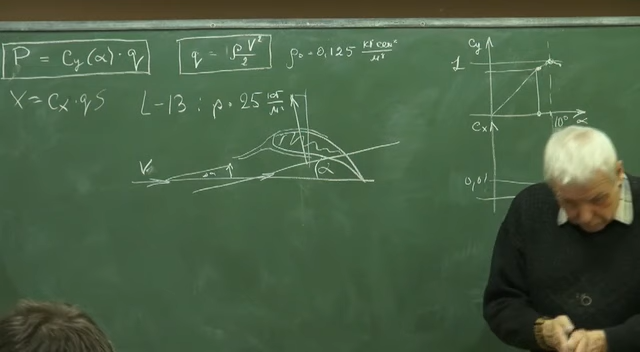 P = Cy(α) · q
q = ρV²/2
ρ₀ = 0,125 кг сек²/м⁴
X = Cx · qS
L-13 : p = 25
V
α
Cy
1
10°
α
Cx
0,01